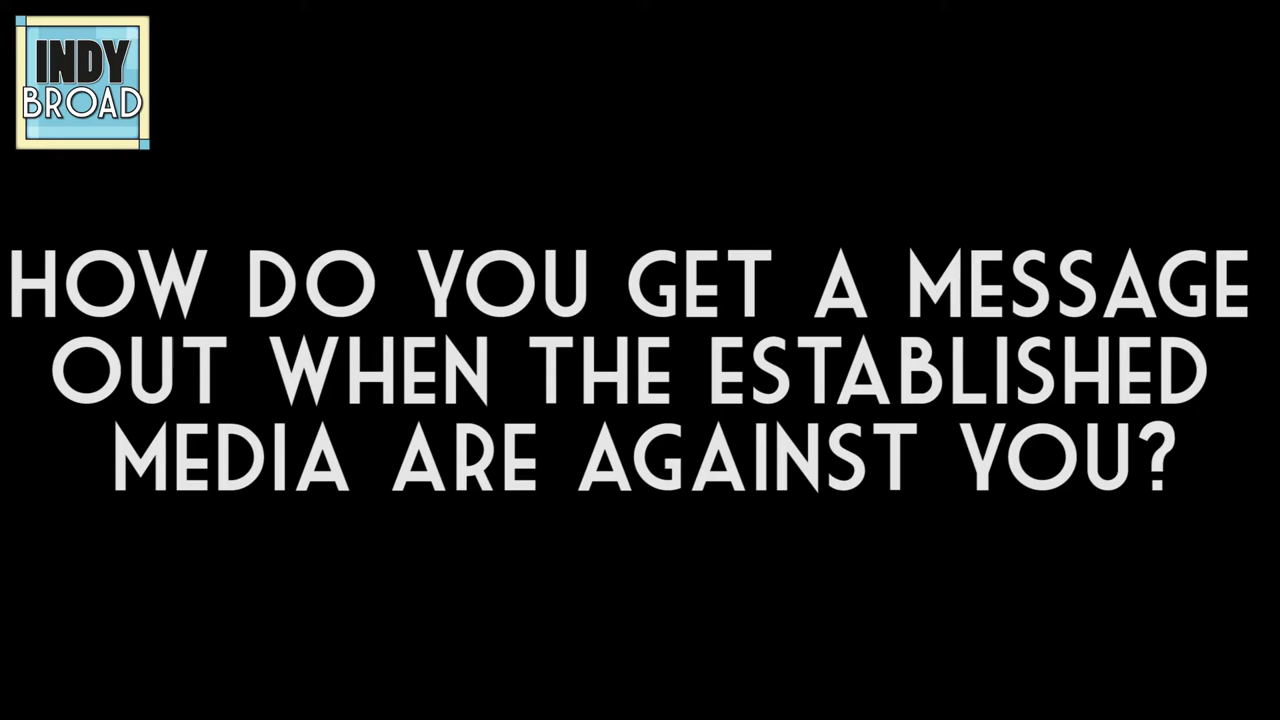 INDY
BROAD
HOW DO YOU GET A MESSAGE
OUT WHEN THE ESTABLISHED
MEDIA ARE AGAINST YOU?